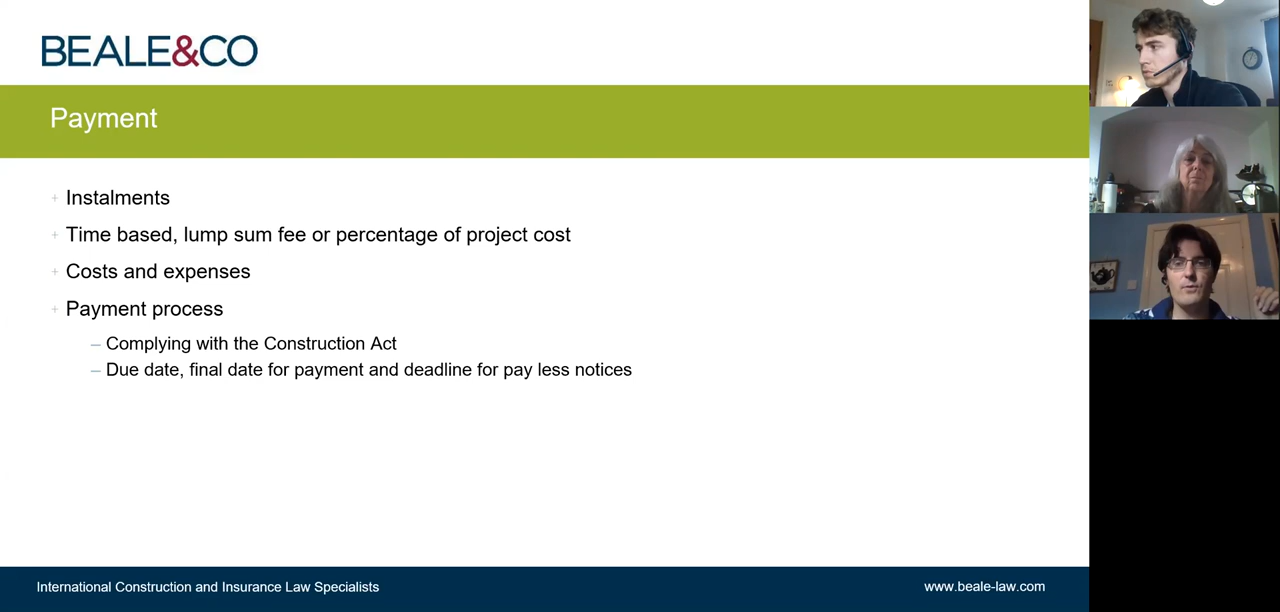 BEALE&CO
Payment
Instalments
Time based, lump sum fee or percentage of project cost
Costs and expenses
Payment process
– Complying with the Construction Act
– Due date, final date for payment and deadline for pay less notices
International Construction and Insurance Law Specialists
www.beale-law.com